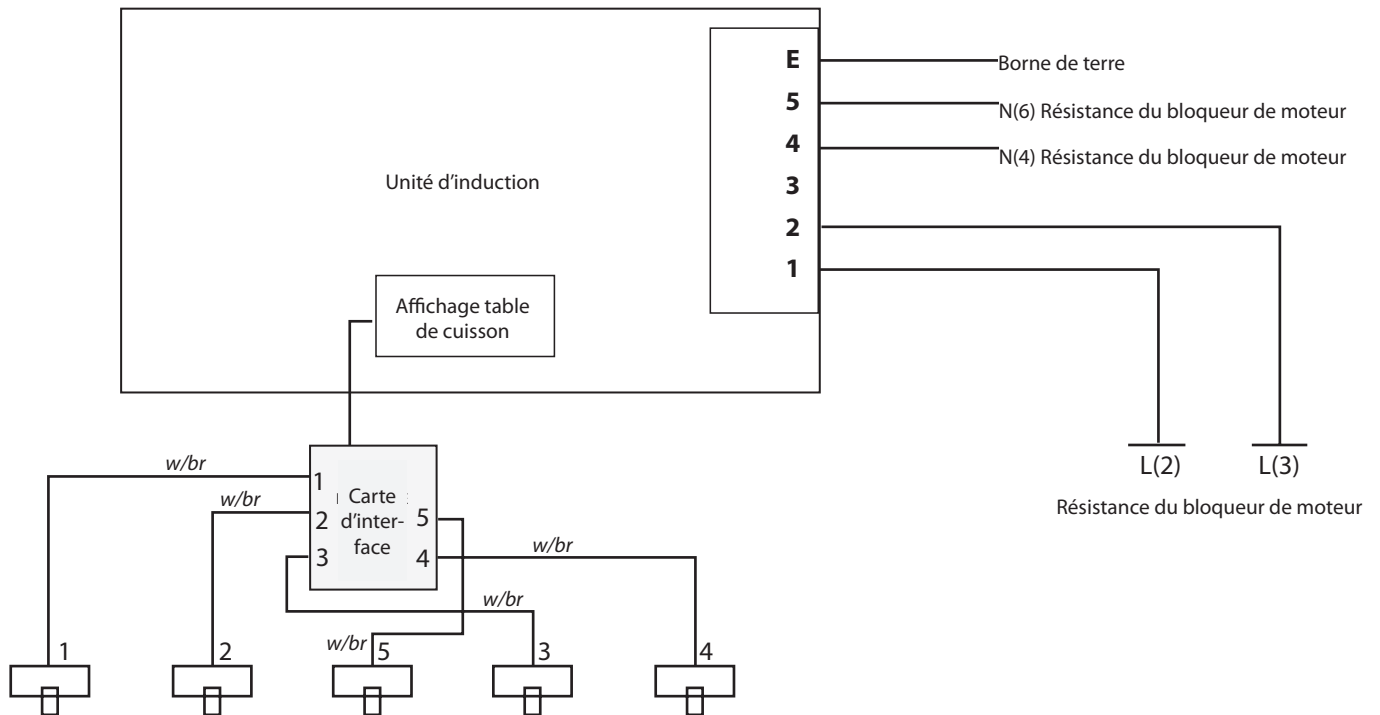 E
Borne de terre
5
N(6) Résistance du bloqueur de moteur
4
N(4) Résistance du bloqueur de moteur
Unité d'induction
3
2
1
Affichage table
de cuisson
L(2)
L(3)
Résistance du bloqueur de moteur
w/br
w/br
1
2
3
Carte
d'inter-
face
5
4
w/br
w/br
w/br
1
2
5
3
4